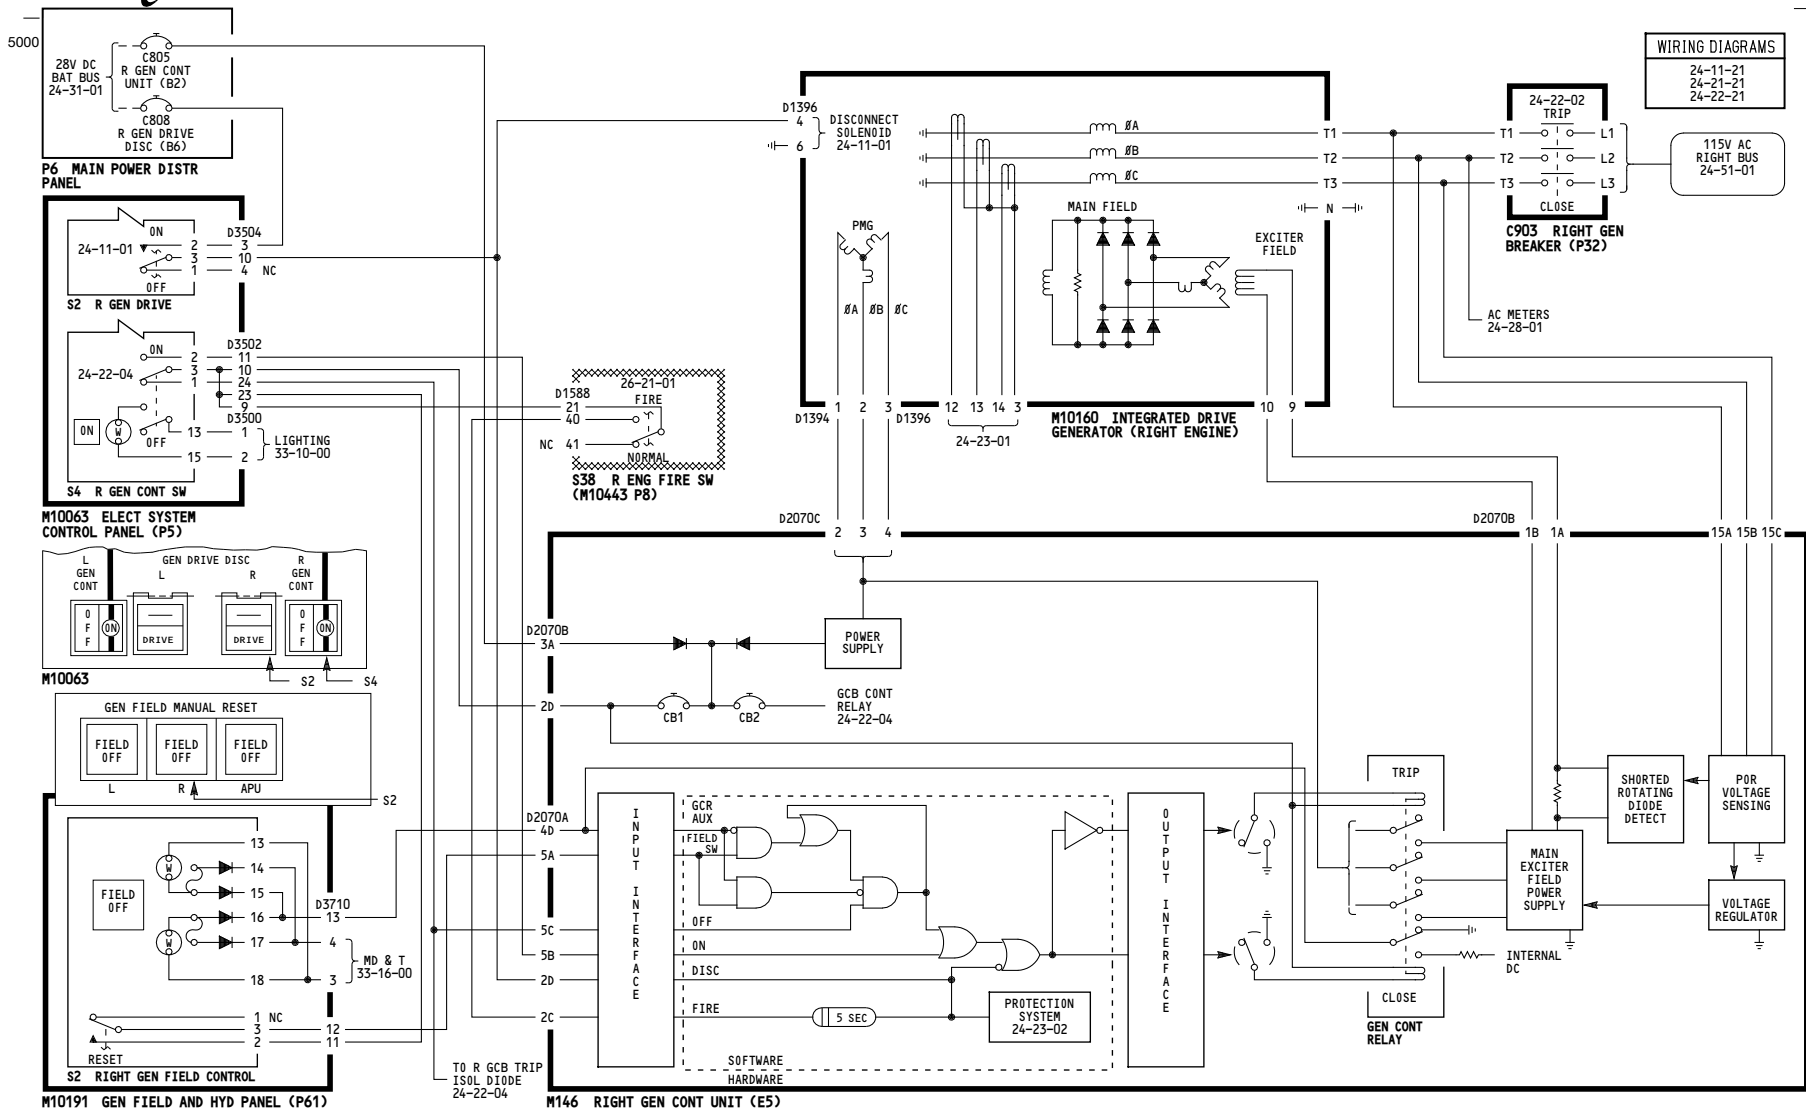 5000
28V DC
BAT BUS
24-31-01
C805
R GEN CONT
UNIT (B2)
C808
R GEN DRIVE
DISC (B6)
P6 MAIN POWER DISTR
PANEL
ON
24-11-01
2
3
1
OFF
D3504
3
10
4 NC
S2 R GEN DRIVE
ON
24-22-04
2
3
1
D3502
11
10
24
23
9
D3500
ON
W
OFF
13
1
15
2
LIGHTING
33-10-00
S4 R GEN CONT SW
M10063 ELECT SYSTEM
CONTROL PANEL (P5)
L
GEN
CONT
GEN DRIVE DISC
L
R
R
GEN
CONT
O
F
F
ON
DRIVE
DRIVE
O
F
F
ON
M10063
S2
S4
GEN FIELD MANUAL RESET
FIELD
OFF
FIELD
OFF
FIELD
OFF
L
R
APU
S2
W
13
14
15
FIELD
OFF
W
16
17
18
D3710
13
4
3
MD & T
33-16-00
1 NC
3
2
12
11
RESET
S2 RIGHT GEN FIELD CONTROL
M10191 GEN FIELD AND HYD PANEL (P61)
TO R GCB TRIP
ISOL DIODE
24-22-04
26-21-01
D1588
21
40
NC 41
FIRE
NORMAL
S38 R ENG FIRE SW
(M10443 P8)
D1396
4
6
DISCONNECT
SOLENOID
24-11-01
ØA
ØB
ØC
T1
T2
T3
N
PMG
ØA
ØB
ØC
MAIN FIELD
EXCITER
FIELD
D1394
1
2
3
D1396
12
13
14
3
24-23-01
M10160 INTEGRATED DRIVE
GENERATOR (RIGHT ENGINE)
10
9
24-22-02
TRIP
T1
L1
T2
L2
T3
L3
CLOSE
C903 RIGHT GEN
BREAKER (P32)
115V AC
RIGHT BUS
24-51-01
WIRING DIAGRAMS
24-11-21
24-21-21
24-22-21
AC METERS
24-28-01
D2070C
2
3
4
D2070B
1B
1A
15A
15B
15C
D2070B
3A
POWER
SUPPLY
2D
CB1
CB2
GCB CONT
RELAY
24-22-04
D2070A
4D
5A
5C
5B
2D
2C
I
N
P
U
T
I
N
T
E
R
F
A
C
E
GCR
AUX
FIELD
SW
OFF
ON
DISC
FIRE
5 SEC
PROTECTION
SYSTEM
24-23-02
SOFTWARE
HARDWARE
O
U
T
P
U
T
I
N
T
E
R
F
A
C
E
TRIP
CLOSE
GEN CONT
RELAY
INTERNAL
DC
MAIN
EXCITER
FIELD
POWER
SUPPLY
SHORTED
ROTATING
DIODE
DETECT
POR
VOLTAGE
SENSING
VOLTAGE
REGULATOR
M146 RIGHT GEN CONT UNIT (E5)